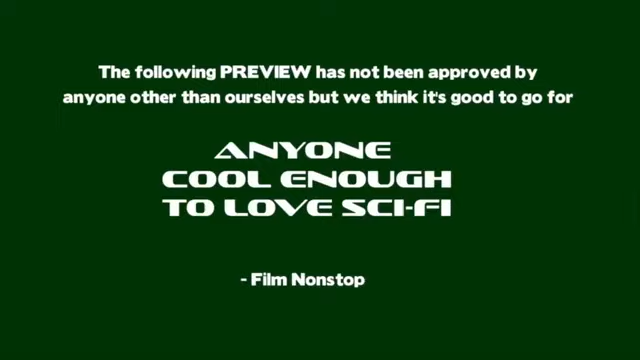 The following PREVIEW has not been approved by
anyone other than ourselves but we think it's good to go for
ANYONE
COOL ENOUGH
TO LOVE SCI-FI
- Film Nonstop